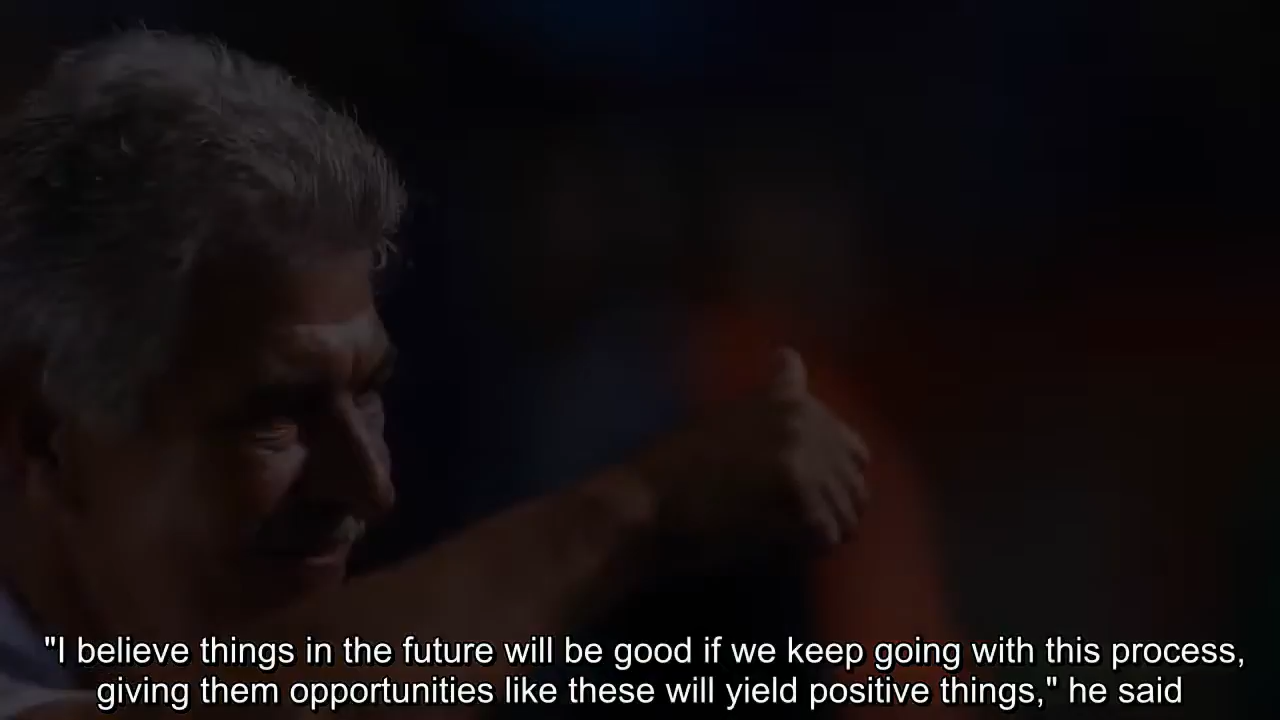 "I believe things in the future will be good if we keep going with this process,
giving them opportunities like these will yield positive things," he said